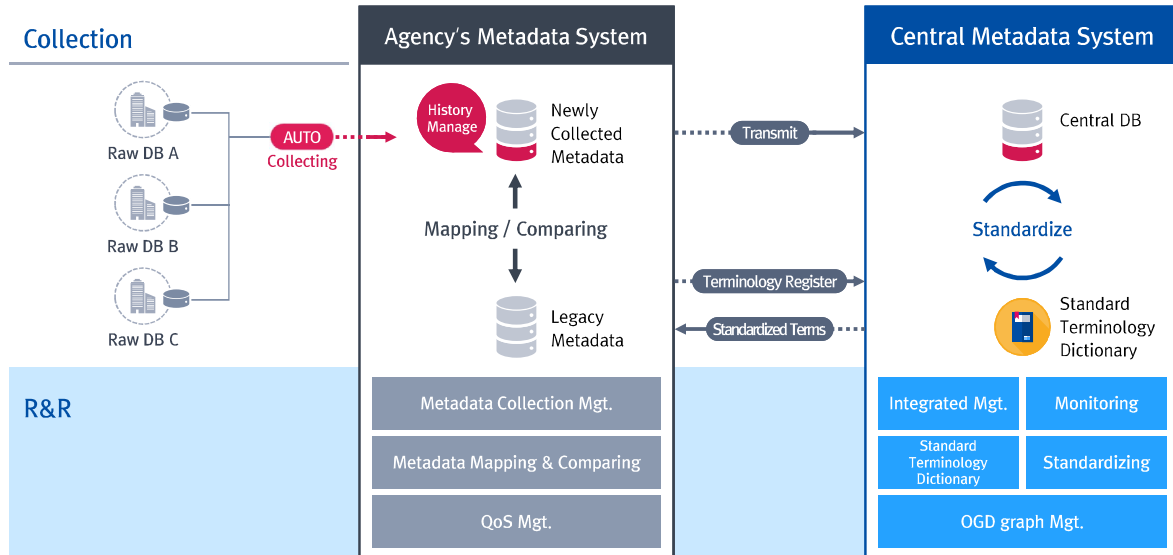 Collection
Agency's Metadata System
Central Metadata System
Raw DB A
Raw DB B
Raw DB C
AUTO
Collecting
History
Manage
Newly
Collected
Metadata
Mapping / Comparing
Legacy
Metadata
Transmit
Terminology Register
Standardized Terms
Central DB
Standardize
Standard
Terminology
Dictionary
R&R
Metadata Collection Mgt.
Metadata Mapping & Comparing
QoS Mgt.
Integrated Mgt.
Monitoring
Standard
Terminology
Dictionary
Standardizing
OGD graph Mgt.